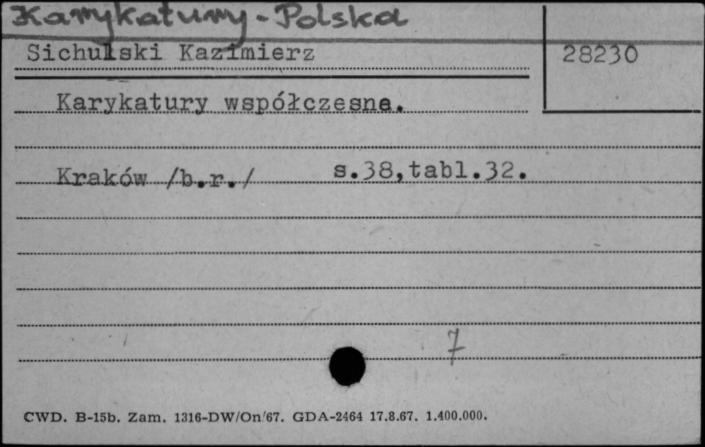 Karykatury - Polska
Sichulski Kazimierz 28230
Karykatury współczesne.
Kraków /b.r./ s.38,tabl.32.
7
CWD. B-15b. Zam. 1316-DW/On/67. GDA-2464 17.8.67. 1.400.000.